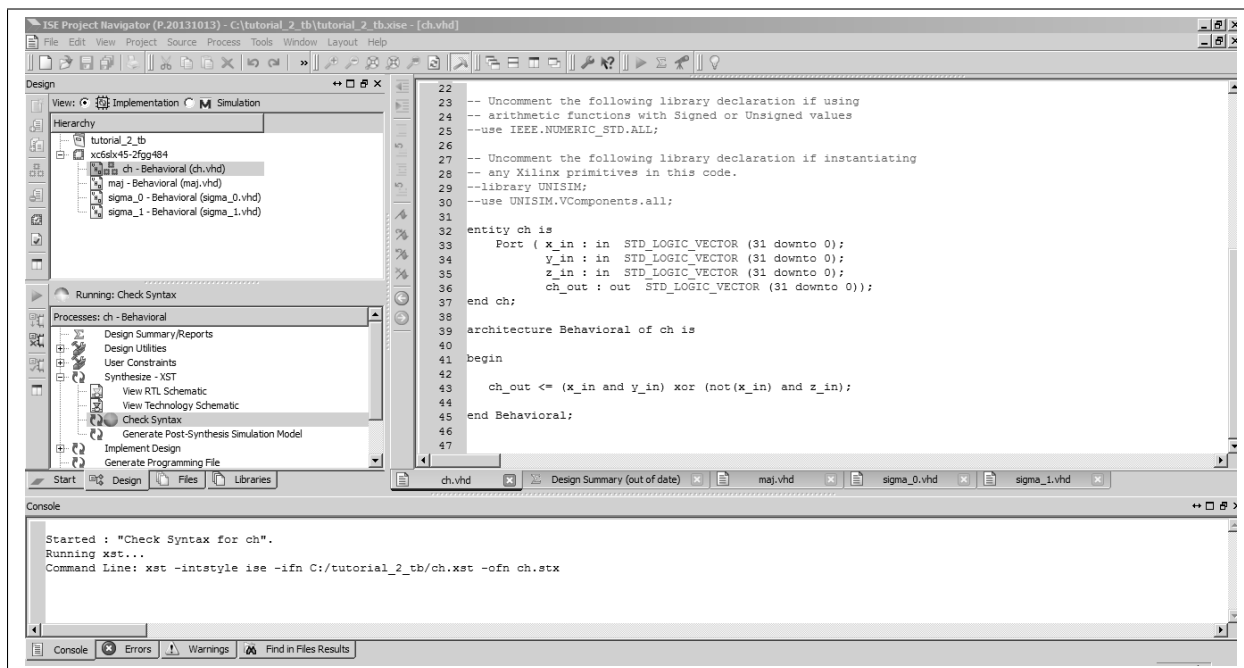 ISE Project Navigator (P.20131013) - C:\tutorial_2_tb\tutorial_2_tb.xise - [ch.vhd]
File Edit View Project Source Process Tools Window Layout Help
Design
View: Implementation Simulation
Hierarchy
tutorial_2_tb
xc6slx45-2fgg484
ch - Behavioral (ch.vhd)
maj - Behavioral (maj.vhd)
sigma_0 - Behavioral (sigma_0.vhd)
sigma_1 - Behavioral (sigma_1.vhd)
Running: Check Syntax
Processes: ch - Behavioral
Design Summary/Reports
Design Utilities
User Constraints
Synthesize - XST
View RTL Schematic
View Technology Schematic
Check Syntax
Generate Post-Synthesis Simulation Model
Implement Design
Generate Programming File
Start Design Files Libraries
22
23 -- Uncomment the following library declaration if using
24 -- arithmetic functions with Signed or Unsigned values
25 --use IEEE.NUMERIC_STD.ALL;
26
27 -- Uncomment the following library declaration if instantiating
28 -- any Xilinx primitives in this code.
29 --library UNISIM;
30 --use UNISIM.VComponents.all;
31
32 entity ch is
33 Port ( x_in : in STD_LOGIC_VECTOR (31 downto 0);
34 y_in : in STD_LOGIC_VECTOR (31 downto 0);
35 z_in : in STD_LOGIC_VECTOR (31 downto 0);
36 ch_out : out STD_LOGIC_VECTOR (31 downto 0));
37 end ch;
38
39 architecture Behavioral of ch is
40
41 begin
42
43 ch_out <= (x_in and y_in) xor (not(x_in) and z_in);
44
45 end Behavioral;
46
47
ch.vhd Design Summary (out of date) maj.vhd sigma_0.vhd sigma_1.vhd
Console
Started : "Check Syntax for ch".
Running xst...
Command Line: xst -intstyle ise -ifn C:/tutorial_2_tb/ch.xst -ofn ch.stx
Console Errors Warnings Find in Files Results